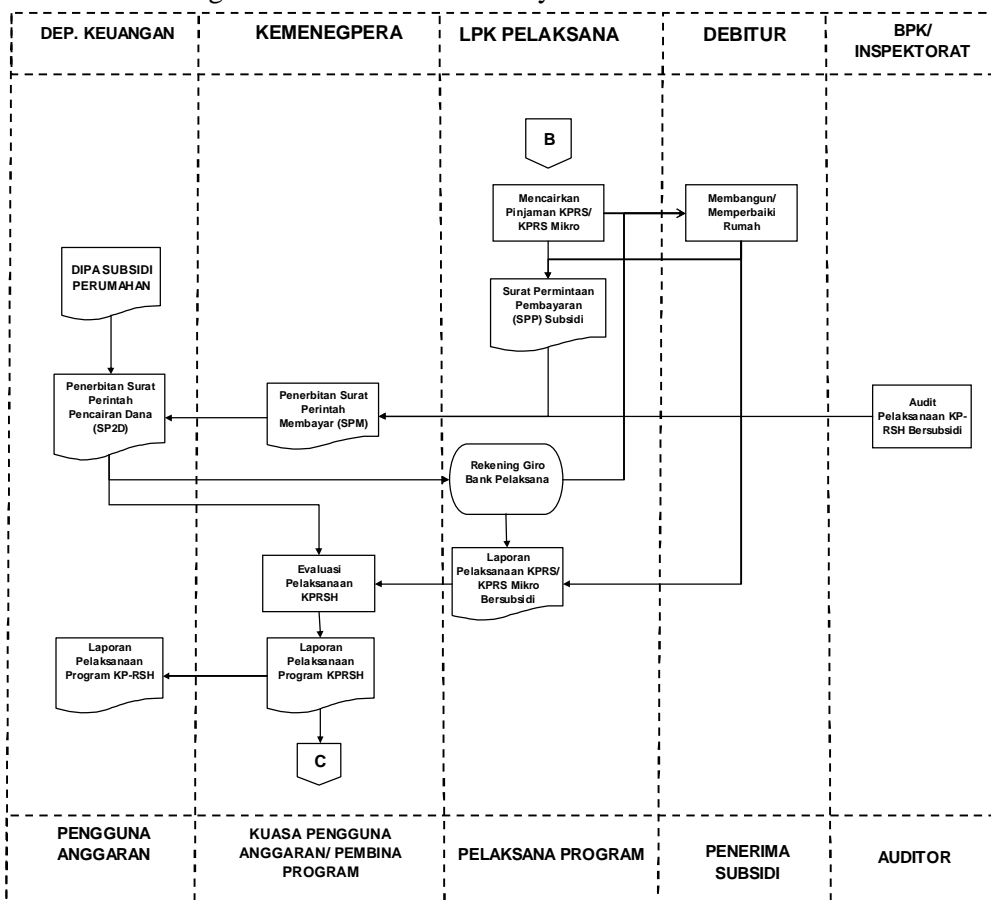 DEP. KEUANGAN
KEMENEGPERA
LPK PELAKSANA
DEBITUR
BPK/
INSPEKTORAT
B
Mencairkan
Pinjaman KPRS/
KPRS Mikro
Membangun/
Memperbaiki
Rumah
DIPA SUBSIDI
PERUMAHAN
Surat Permintaan
Pembayaran
(SPP) Subsidi
Penerbitan Surat
Perintah
Pencairan Dana
(SP2D)
Penerbitan Surat
Perintah
Membayar (SPM)
Audit
Pelaksanaan KP-
RSH Bersubsidi
Rekening Giro
Bank Pelaksana
Evaluasi
Pelaksanaan
KPRSH
Laporan
Pelaksanaan KPRS/
KPRS Mikro
Bersubsidi
Laporan
Pelaksanaan
Program KP-RSH
Laporan
Pelaksanaan
Program KPRSH
C
PENGGUNA
ANGGARAN
KUASA PENGGUNA
ANGGARAN/ PEMBINA
PROGRAM
PELAKSANA PROGRAM
PENERIMA
SUBSIDI
AUDITOR